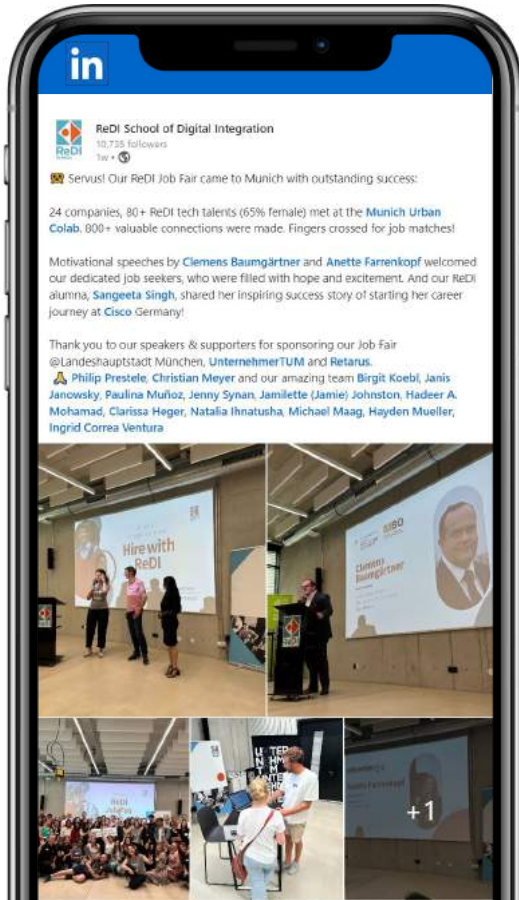 in
ReDI School of Digital Integration
ReDI
10,735 followers
1w •
Servus! Our ReDI Job Fair came to Munich with outstanding success:
24 companies, 80+ ReDI tech talents (65% female) met at the Munich Urban
Colab. 800+ valuable connections were made. Fingers crossed for job matches!
Motivational speeches by Clemens Baumgärtner and Anette Farrenkopf welcomed
our dedicated job seekers, who were filled with hope and excitement. And our ReDI
alumna, Sangeeta Singh, shared her inspiring success story of starting her career
journey at Cisco Germany!
Thank you to our speakers & supporters for sponsoring our Job Fair
@Landeshauptstadt München, UnternehmerTUM and Retarus.
Philip Prestele, Christian Meyer and our amazing team Birgit Koebl, Janis
Janowsky, Paulina Muñoz, Jenny Synan, Jamilette (Jamie) Johnston, Hadeer A.
Mohamad, Clarissa Heger, Natalia Ihnatusha, Michael Maag, Hayden Mueller,
Ingrid Correa Ventura
Hire with
ReDI
Clemens
Baumgärtner
ReDI
+1